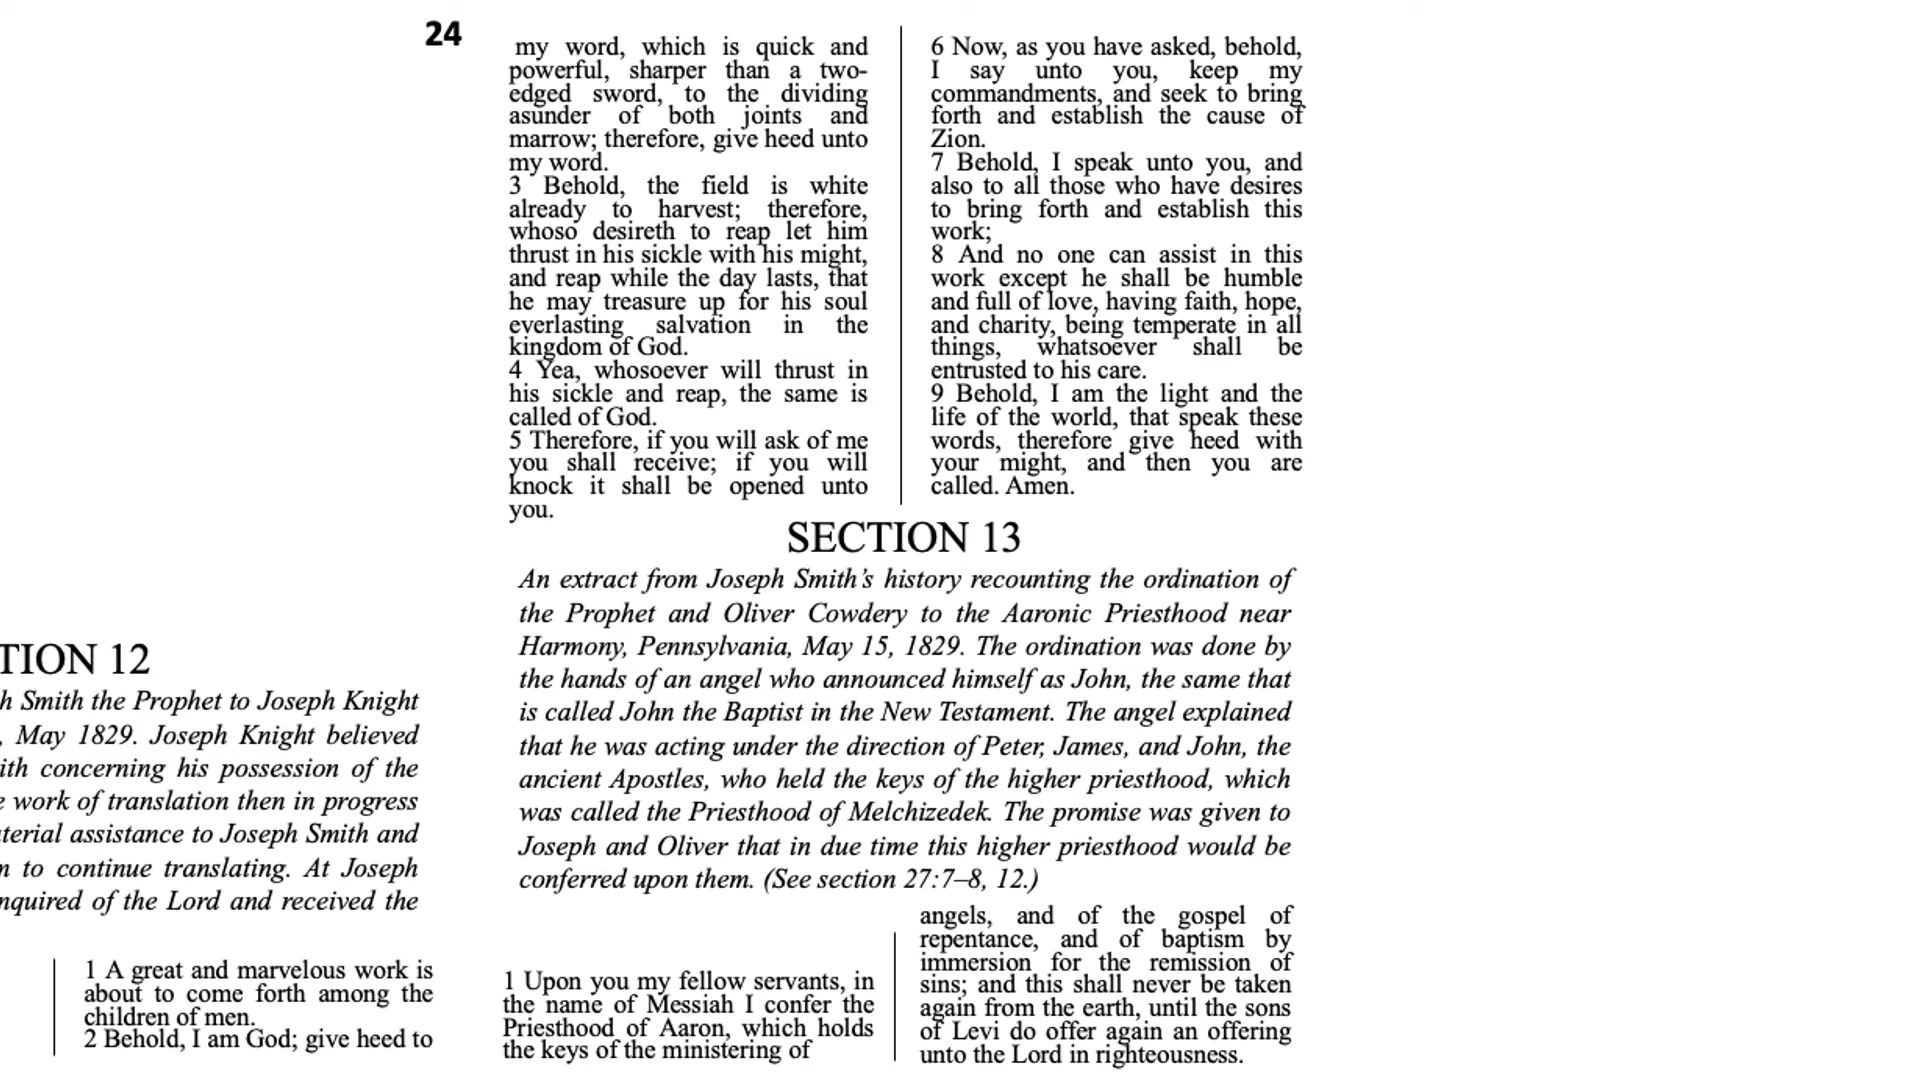 TION 12
h Smith the Prophet to Joseph Knight
, May 1829. Joseph Knight believed
ith concerning his possession of the
e work of translation then in progress
terial assistance to Joseph Smith and
n to continue translating. At Joseph
nquired of the Lord and received the
1 A great and marvelous work is
about to come forth among the
children of men.
2 Behold, I am God; give heed to
24
my word, which is quick and
powerful, sharper than a two-
edged sword, to the dividing
asunder of both joints and
marrow; therefore, give heed unto
my word.
3 Behold, the field is white
already to harvest; therefore,
whoso desireth to reap let him
thrust in his sickle with his might,
and reap while the day lasts, that
he may treasure up for his soul
everlasting salvation in the
kingdom of God.
4 Yea, whosoever will thrust in
his sickle and reap, the same is
called of God.
5 Therefore, if you will ask of me
you shall receive; if you will
knock it shall be opened unto
you.
6 Now, as you have asked, behold,
I say unto you, keep my
commandments, and seek to bring
forth and establish the cause of
Zion.
7 Behold, I speak unto you, and
also to all those who have desires
to bring forth and establish this
work;
8 And no one can assist in this
work except he shall be humble
and full of love, having faith, hope,
and charity, being temperate in all
things, whatsoever shall be
entrusted to his care.
9 Behold, I am the light and the
life of the world, that speak these
words, therefore give heed with
your might, and then you are
called. Amen.
SECTION 13
An extract from Joseph Smith's history recounting the ordination of
the Prophet and Oliver Cowdery to the Aaronic Priesthood near
Harmony, Pennsylvania, May 15, 1829. The ordination was done by
the hands of an angel who announced himself as John, the same that
is called John the Baptist in the New Testament. The angel explained
that he was acting under the direction of Peter, James, and John, the
ancient Apostles, who held the keys of the higher priesthood, which
was called the Priesthood of Melchizedek. The promise was given to
Joseph and Oliver that in due time this higher priesthood would be
conferred upon them. (See section 27:7–8, 12.)
1 Upon you my fellow servants, in
the name of Messiah I confer the
Priesthood of Aaron, which holds
the keys of the ministering of
angels, and of the gospel of
repentance, and of baptism by
immersion for the remission of
sins; and this shall never be taken
again from the earth, until the sons
of Levi do offer again an offering
unto the Lord in righteousness.